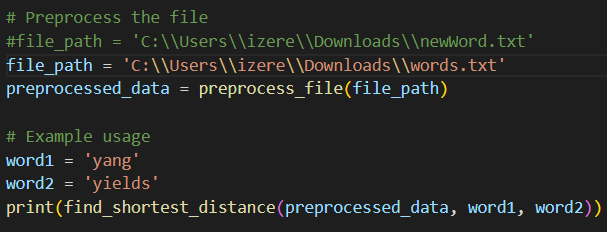 # Preprocess the file
#file_path = 'C:\\Users\\izere\\Downloads\\newWord.txt'
file_path = 'C:\\Users\\izere\\Downloads\\words.txt'
preprocessed_data = preprocess_file(file_path)
# Example usage
word1 = 'yang'
word2 = 'yields'
print(find_shortest_distance(preprocessed_data, word1, word2))